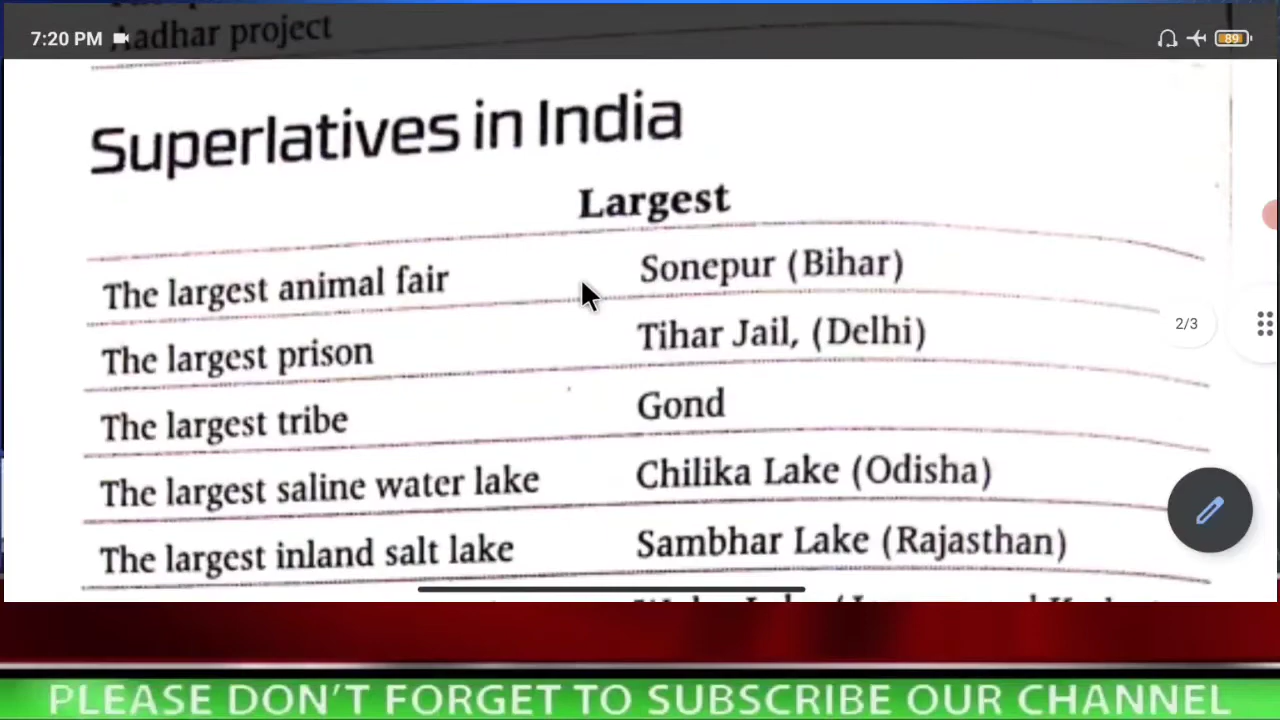 Aadhar project
7:20 PM
89
Superlatives in India
Largest
The largest animal fair Sonepur (Bihar)
The largest prison Tihar Jail, (Delhi)
The largest tribe Gond
The largest saline water lake Chilika Lake (Odisha)
The largest inland salt lake Sambhar Lake (Rajasthan)
2/3
PLEASE DON'T FORGET TO SUBSCRIBE OUR CHANNEL